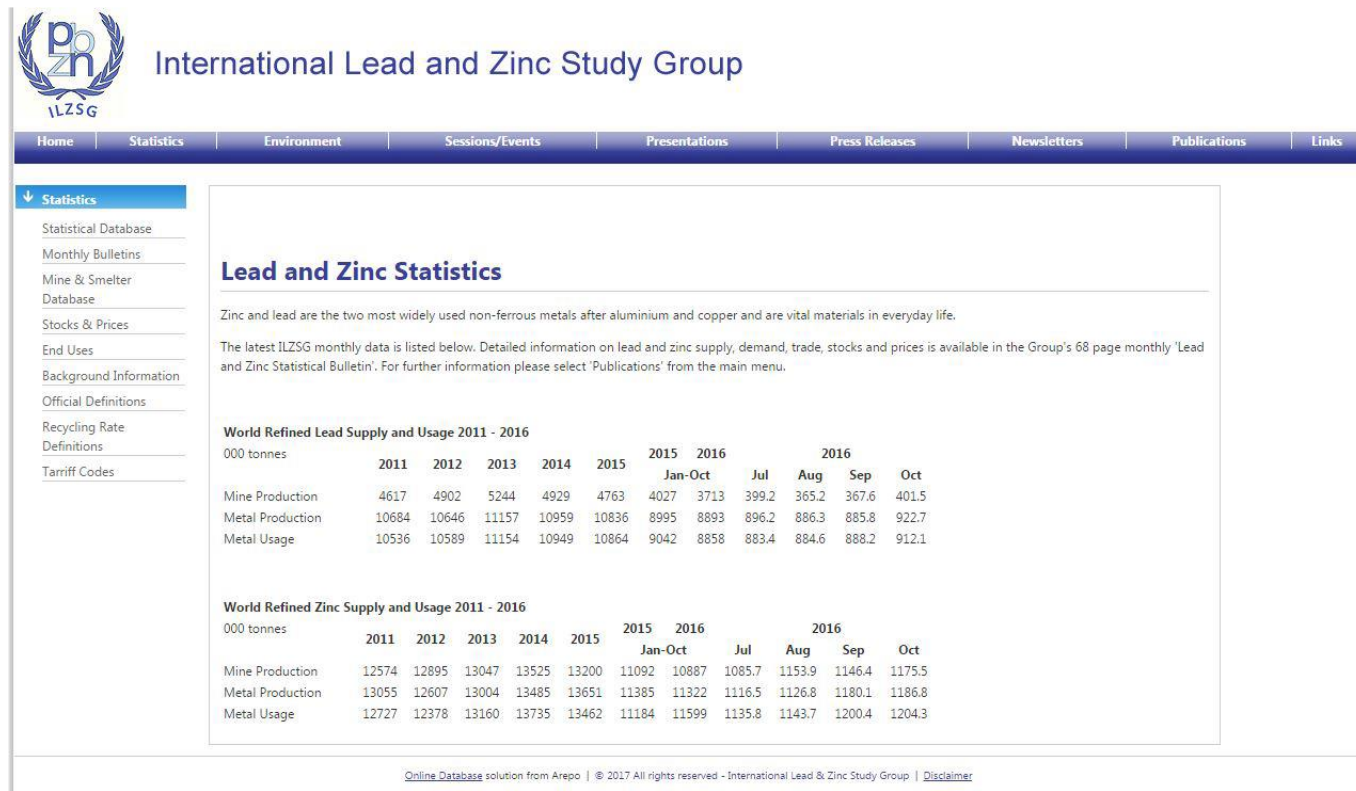 pb
zn
ILZSG
International Lead and Zinc Study Group
Home Statistics Environment Sessions/Events Presentations Press Releases Newsletters Publications Links
Statistics
Statistical Database
Monthly Bulletins
Mine & Smelter
Database
Stocks & Prices
End Uses
Background Information
Official Definitions
Recycling Rate
Definitions
Tarriff Codes
Lead and Zinc Statistics
Zinc and lead are the two most widely used non-ferrous metals after aluminium and copper and are vital materials in everyday life.
The latest ILZSG monthly data is listed below. Detailed information on lead and zinc supply, demand, trade, stocks and prices is available in the Group's 68 page monthly 'Lead
and Zinc Statistical Bulletin'. For further information please select 'Publications' from the main menu.
World Refined Lead Supply and Usage 2011 - 2016
000 tonnes 2011 2012 2013 2014 2015 2015 2016 2016
Jan-Oct Jul Aug Sep Oct
Mine Production 4617 4902 5244 4929 4763 4027 3713 399.2 365.2 367.6 401.5
Metal Production 10684 10646 11157 10959 10836 8995 8893 896.2 886.3 885.8 922.7
Metal Usage 10536 10589 11154 10949 10864 9042 8858 883.4 884.6 888.2 912.1
World Refined Zinc Supply and Usage 2011 - 2016
000 tonnes 2011 2012 2013 2014 2015 2015 2016 2016
Jan-Oct Jul Aug Sep Oct
Mine Production 12574 12895 13047 13525 13200 11092 10887 1085.7 1153.9 1146.4 1175.5
Metal Production 13055 12607 13004 13485 13651 11385 11322 1116.5 1126.8 1180.1 1186.8
Metal Usage 12727 12378 13160 13735 13462 11184 11599 1135.8 1143.7 1200.4 1204.3
Online Database solution from Arepo | © 2017 All rights reserved - International Lead & Zinc Study Group | Disclaimer